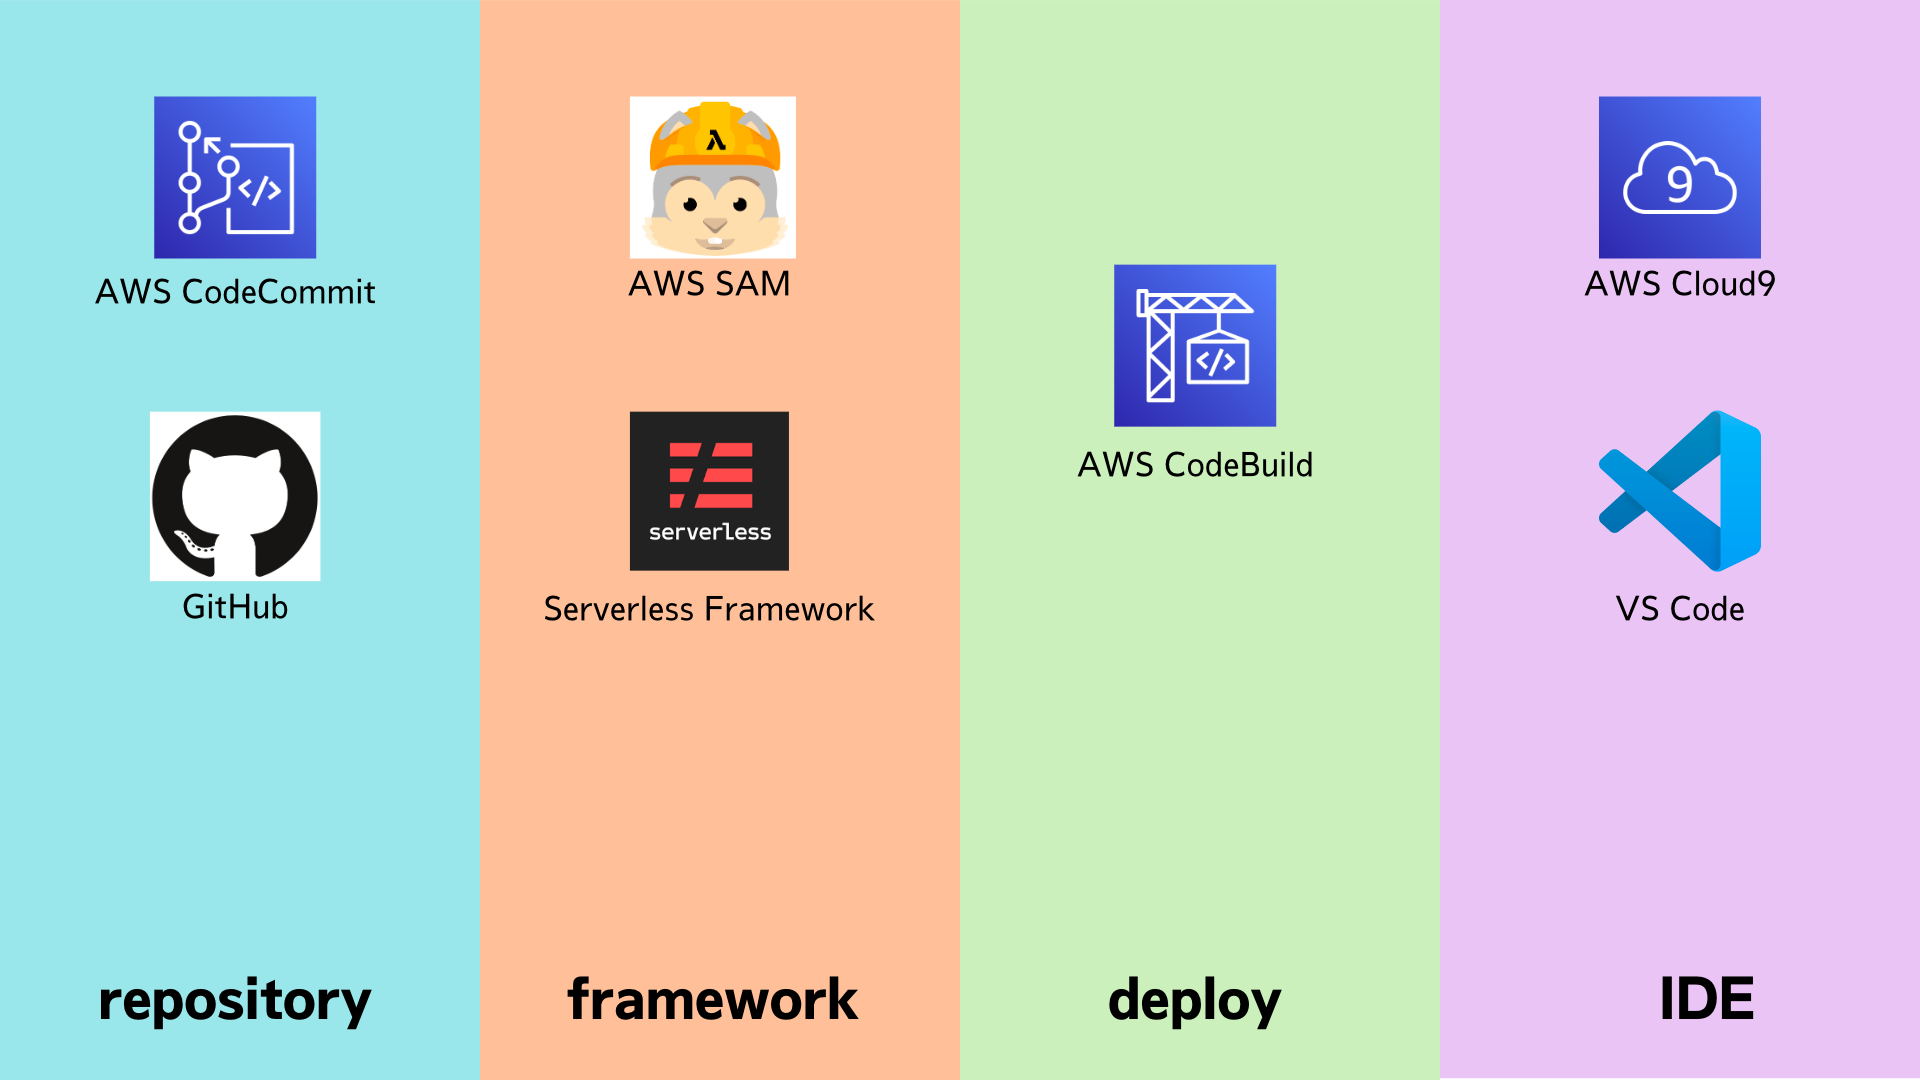 AWS CodeCommit
GitHub
repository
λ
AWS SAM
serverless
Serverless Framework
framework
</>
AWS CodeBuild
deploy
9
AWS Cloud9
VS Code
IDE